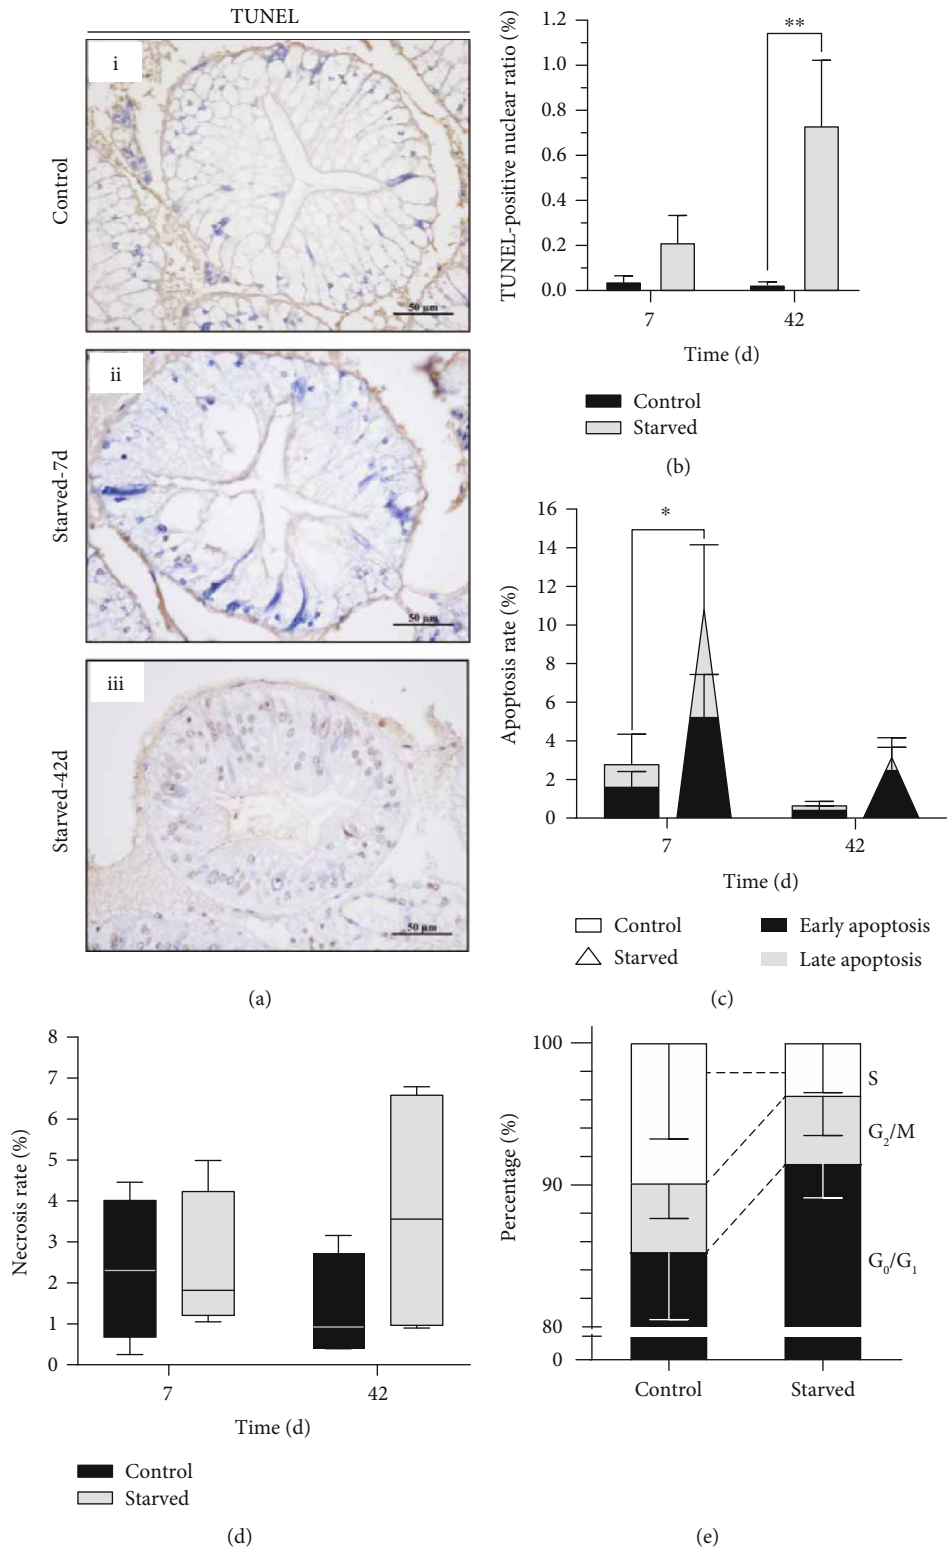 TUNEL
Control
i
50 μm
Starved-7d
ii
50 μm
Starved-42d
iii
50 μm
(a)
TUNEL-positive nuclear ratio (%)
1.2
1.0
0.8
0.6
0.4
0.2
0.0
**
7 42
Time (d)
Control
Starved
(b)
Apoptosis rate (%)
16
14
12
10
8
6
4
2
0
*
7 42
Time (d)
Control
Starved
Early apoptosis
Late apoptosis
(c)
Necrosis rate (%)
8
7
6
5
4
3
2
1
0
7 42
Time (d)
Control
Starved
(d)
Percentage (%)
100
90
80
0
S
G2/M
G0/G1
Control Starved
(e)